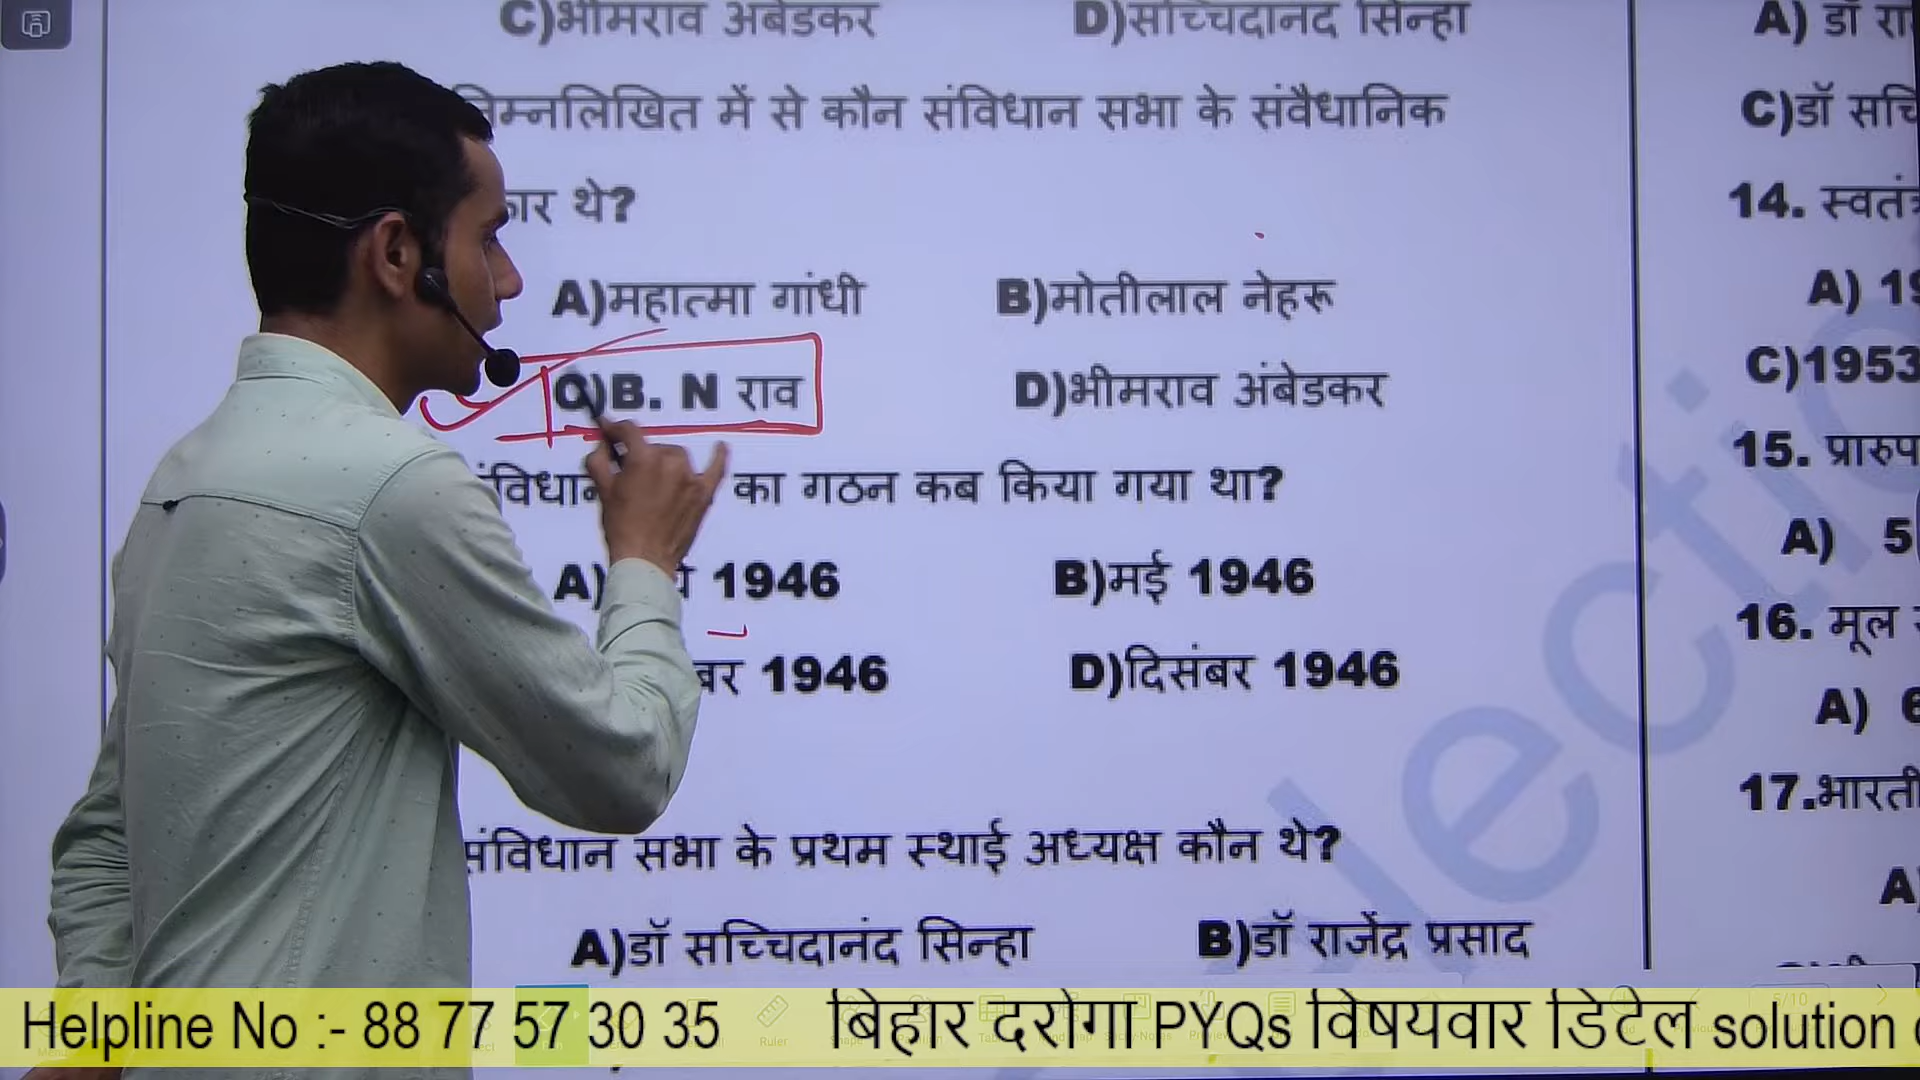 C)भीमराव अंबेडकर D)सच्चिदानंद सिन्हा
निम्नलिखित में से कौन संविधान सभा के संवैधानिक
थे?
A)महात्मा गांधी B)मोतीलाल नेहरू
C)B. N राव D)भीमराव अंबेडकर
संविधान का गठन कब किया गया था?
A) 1946 B)मई 1946
1946 D)दिसंबर 1946
संविधान सभा के प्रथम स्थाई अध्यक्ष कौन थे?
A)डॉ सच्चिदानंद सिन्हा B)डॉ राजेंद्र प्रसाद
A) डॉ
C)डॉ
14.
A)
C)1953
15.
A) 5
16. मूल
A) 6
17.
A)
Helpline No :- 88 77 57 30 35 बिहार दरोगा PYQs विषयवार डिटेल solution